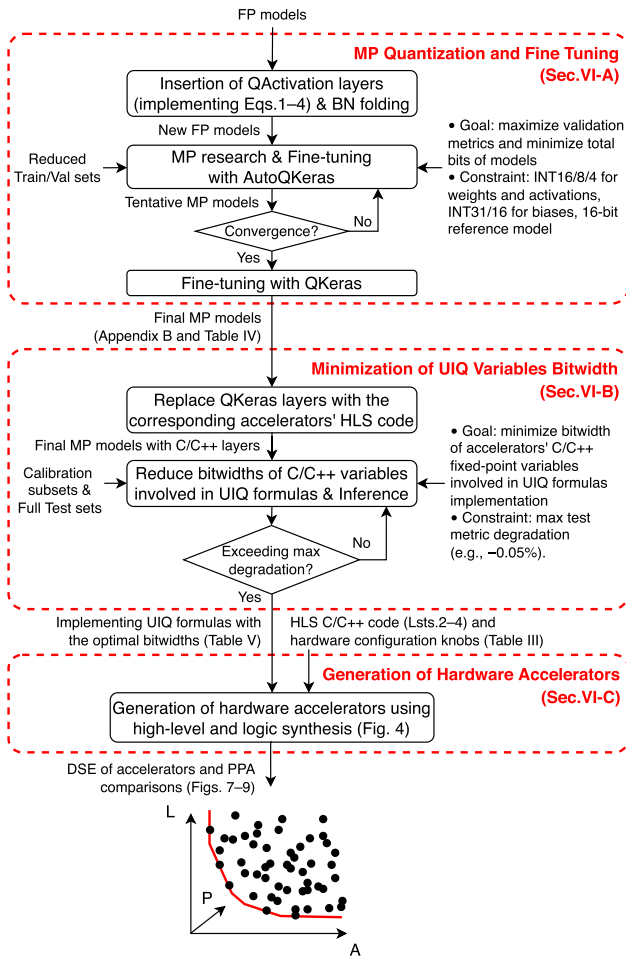 FP models
MP Quantization and Fine Tuning
(Sec.VI-A)
Insertion of QActivation layers
(implementing Eqs.1–4) & BN folding
New FP models
Reduced
Train/Val sets
MP research & Fine-tuning
with AutoQKeras
• Goal: maximize validation
metrics and minimize total
bits of models
• Constraint: INT16/8/4 for
weights and activations,
INT31/16 for biases, 16-bit
reference model
Tentative MP models
No
Convergence?
Yes
Fine-tuning with QKeras
Final MP models
(Appendix B and Table IV)
Minimization of UIQ Variables Bitwidth
(Sec.VI-B)
Replace QKeras layers with the
corresponding accelerators' HLS code
Final MP models with C/C++ layers
Calibration
subsets &
Full Test sets
Reduce bitwidths of C/C++ variables
involved in UIQ formulas & Inference
• Goal: minimize bitwidth
of accelerators' C/C++
fixed-point variables
involved in UIQ formulas
implementation
• Constraint: max test
metric degradation
(e.g., −0.05%).
No
Exceeding max
degradation?
Yes
Implementing UIQ formulas with
the optimal bitwidths (Table V)
HLS C/C++ code (Lsts.2–4) and
hardware configuration knobs (Table III)
Generation of Hardware Accelerators
(Sec.VI-C)
Generation of hardware accelerators using
high-level and logic synthesis (Fig. 4)
DSE of accelerators and PPA
comparisons (Figs. 7–9)
L
P
A